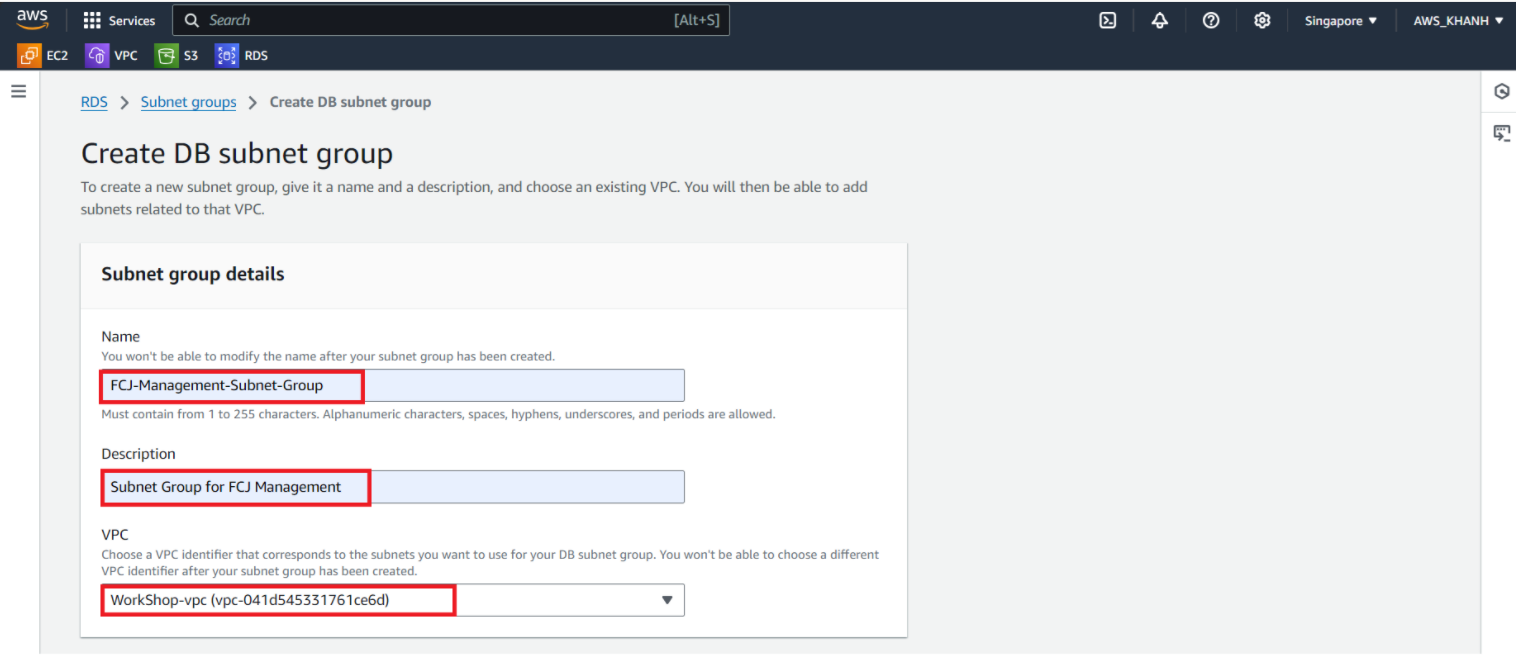 aws
Services
Search
[Alt+S]
Singapore ▼
AWS_KHANH ▼
EC2
VPC
S3
RDS
RDS > Subnet groups > Create DB subnet group
Create DB subnet group
To create a new subnet group, give it a name and a description, and choose an existing VPC. You will then be able to add
subnets related to that VPC.
Subnet group details
Name
You won't be able to modify the name after your subnet group has been created.
FCJ-Management-Subnet-Group
Must contain from 1 to 255 characters. Alphanumeric characters, spaces, hyphens, underscores, and periods are allowed.
Description
Subnet Group for FCJ Management
VPC
Choose a VPC identifier that corresponds to the subnets you want to use for your DB subnet group. You won't be able to choose a different
VPC identifier after your subnet group has been created.
WorkShop-vpc (vpc-041d545331761ce6d)